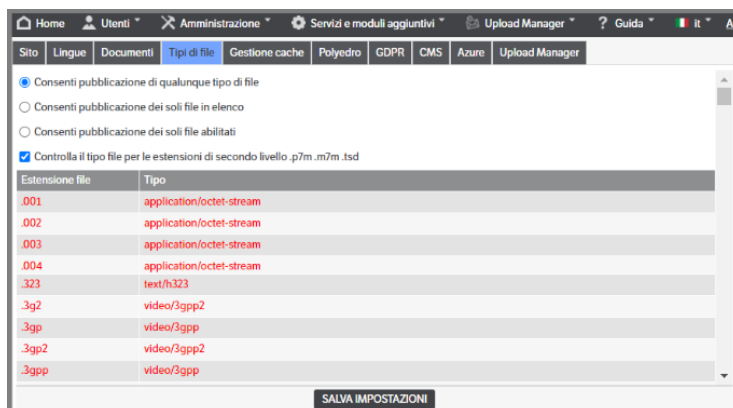 Home Utenti Amministrazione Servizi e moduli aggiuntivi Upload Manager ? Guida it
Sito Lingue Documenti Tipi di file Gestione cache Polyedro GDPR CMS Azure Upload Manager
Consenti pubblicazione di qualunque tipo di file
Consenti pubblicazione dei soli file in elenco
Consenti pubblicazione dei soli file abilitati
Controlla il tipo file per le estensioni di secondo livello .p7m .m7m .tsd
Estensione file Tipo
.001 application/octet-stream
.002 application/octet-stream
.003 application/octet-stream
.004 application/octet-stream
.323 text/h323
.3g2 video/3gpp2
.3gp video/3gpp
.3gp2 video/3gpp2
.3gpp video/3gpp
SALVA IMPOSTAZIONI